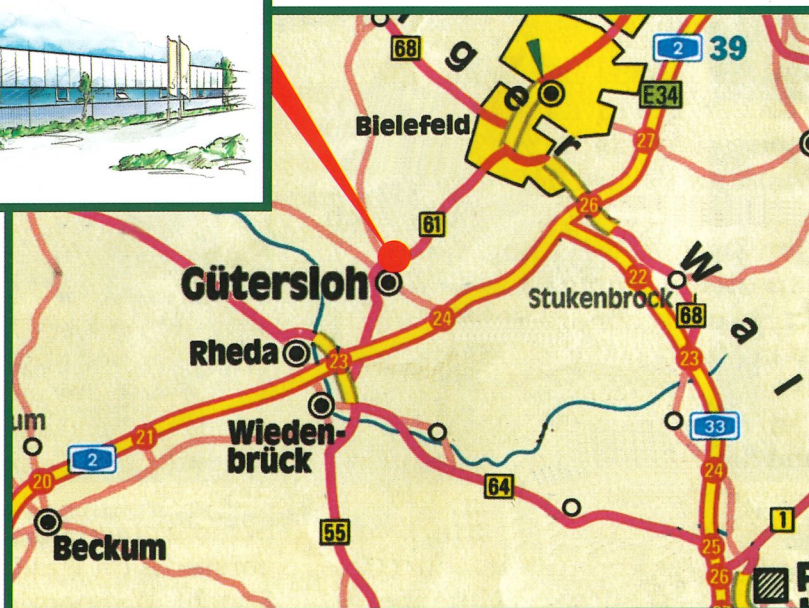 68
2
39
E34
Bielefeld
27
61
26
W
a
l
Gütersloh
22
Stukenbrock
68
24
Rheda
23
23
Wieden-
brück
33
um
21
2
20
24
64
Beckum
55
1
25
26
g
e
r